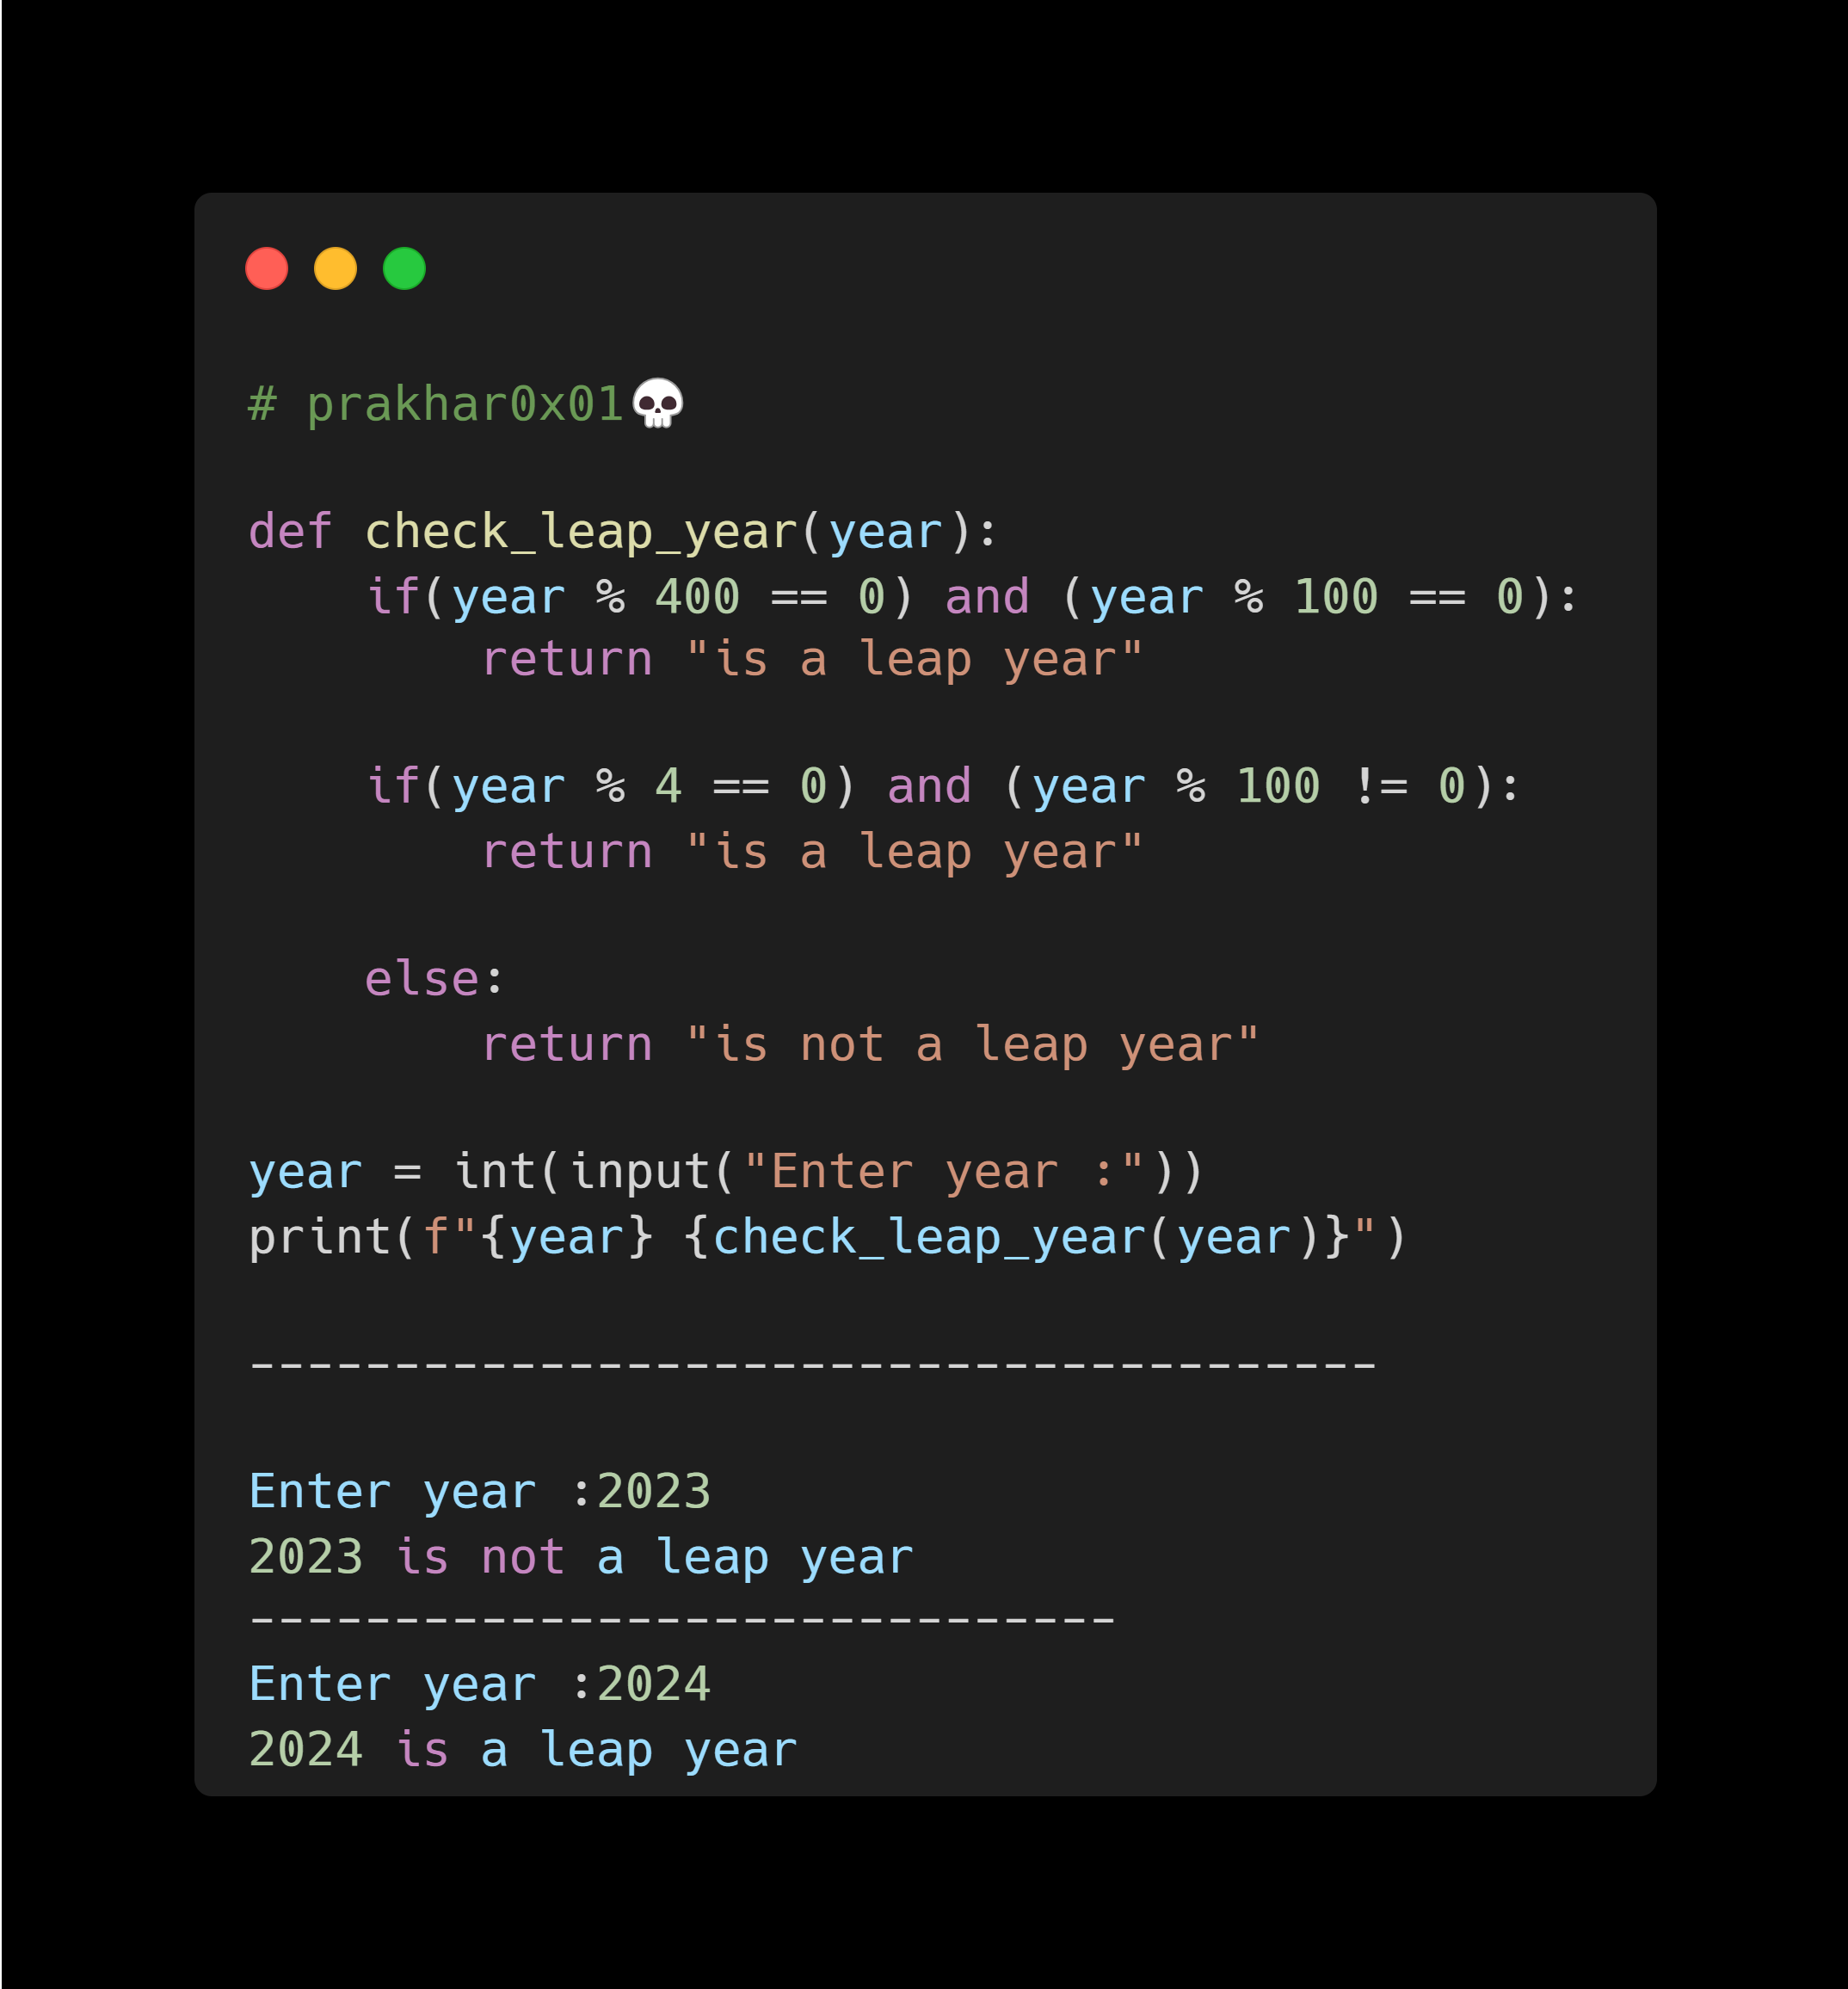 # prakhar0x01💀
def check_leap_year(year):
    if(year % 400 == 0) and (year % 100 == 0):
        return "is a leap year"
    if(year % 4 == 0) and (year % 100 != 0):
        return "is a leap year"
    else:
        return "is not a leap year"
year = int(input("Enter year :"))
print(f"{year} {check_leap_year(year)}")
---------------------------------------
Enter year :2023
2023 is not a leap year
------------------------------
Enter year :2024
2024 is a leap year